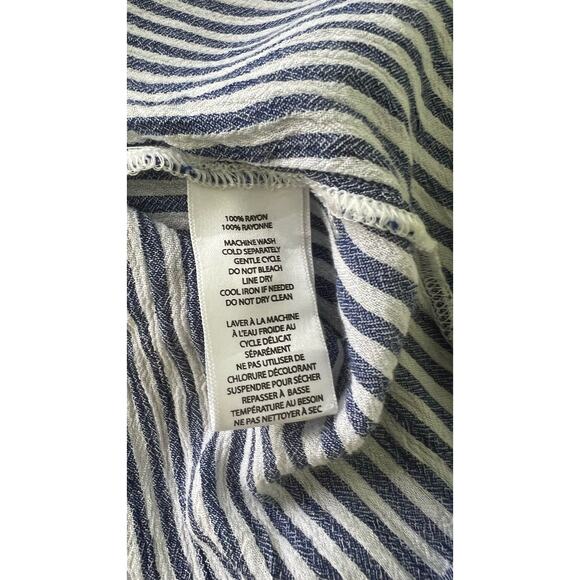 100% RAYON
100% RAYONNE
MACHINE WASH
COLD SEPARATELY
GENTLE CYCLE
DO NOT BLEACH
LINE DRY
COOL IRON IF NEEDED
DO NOT DRY CLEAN
LAVER À LA MACHINE
À L'EAU FROIDE AU
CYCLE DÉLICAT
SÉPARÉMENT
NE PAS UTILISER DE
CHLORURE DÉCOLORANT
SUSPENDRE POUR SÉCHER
REPASSER À BASSE
TEMPÉRATURE AU BESOIN
NE PAS NETTOYER À SEC